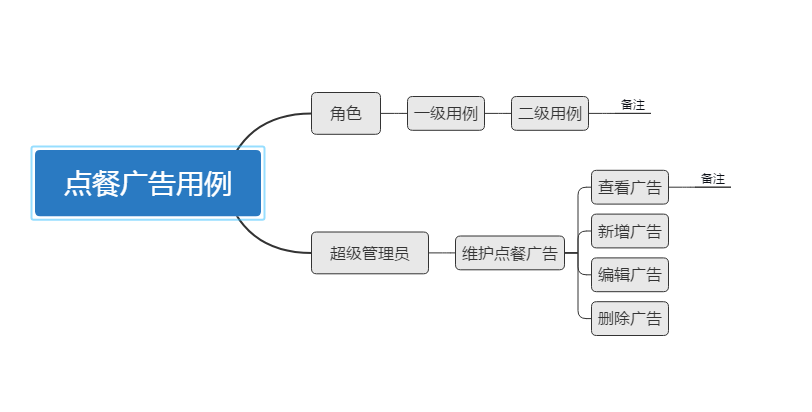 点餐广告用例
角色
一级用例
二级用例
备注
超级管理员
维护点餐广告
查看广告
备注
新增广告
编辑广告
删除广告